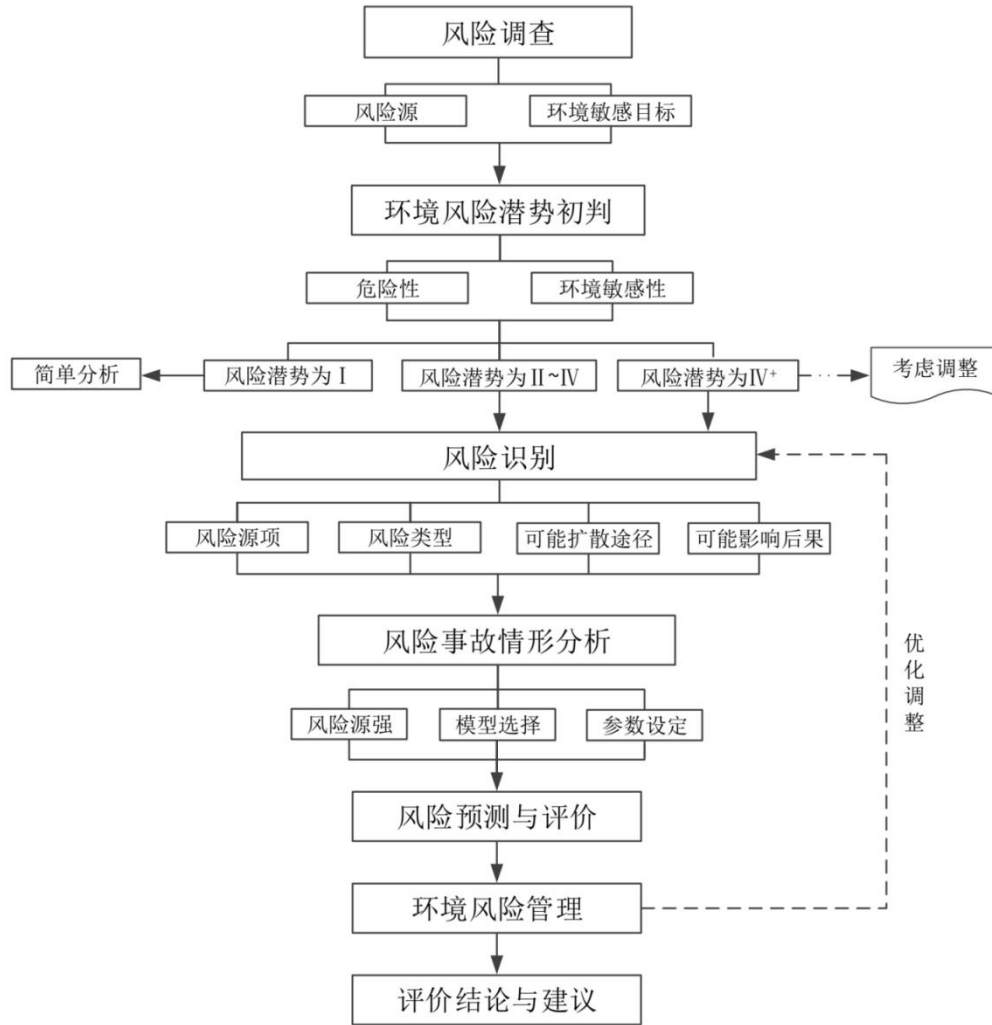 风险调查
风险源
环境敏感目标
环境风险潜势初判
危险性
环境敏感性
简单分析
风险潜势为Ⅰ
风险潜势为Ⅱ~Ⅳ
风险潜势为Ⅳ⁺
考虑调整
风险识别
风险源项
风险类型
可能扩散途径
可能影响后果
风险事故情形分析
优化调整
风险源强
模型选择
参数设定
风险预测与评价
环境风险管理
评价结论与建议